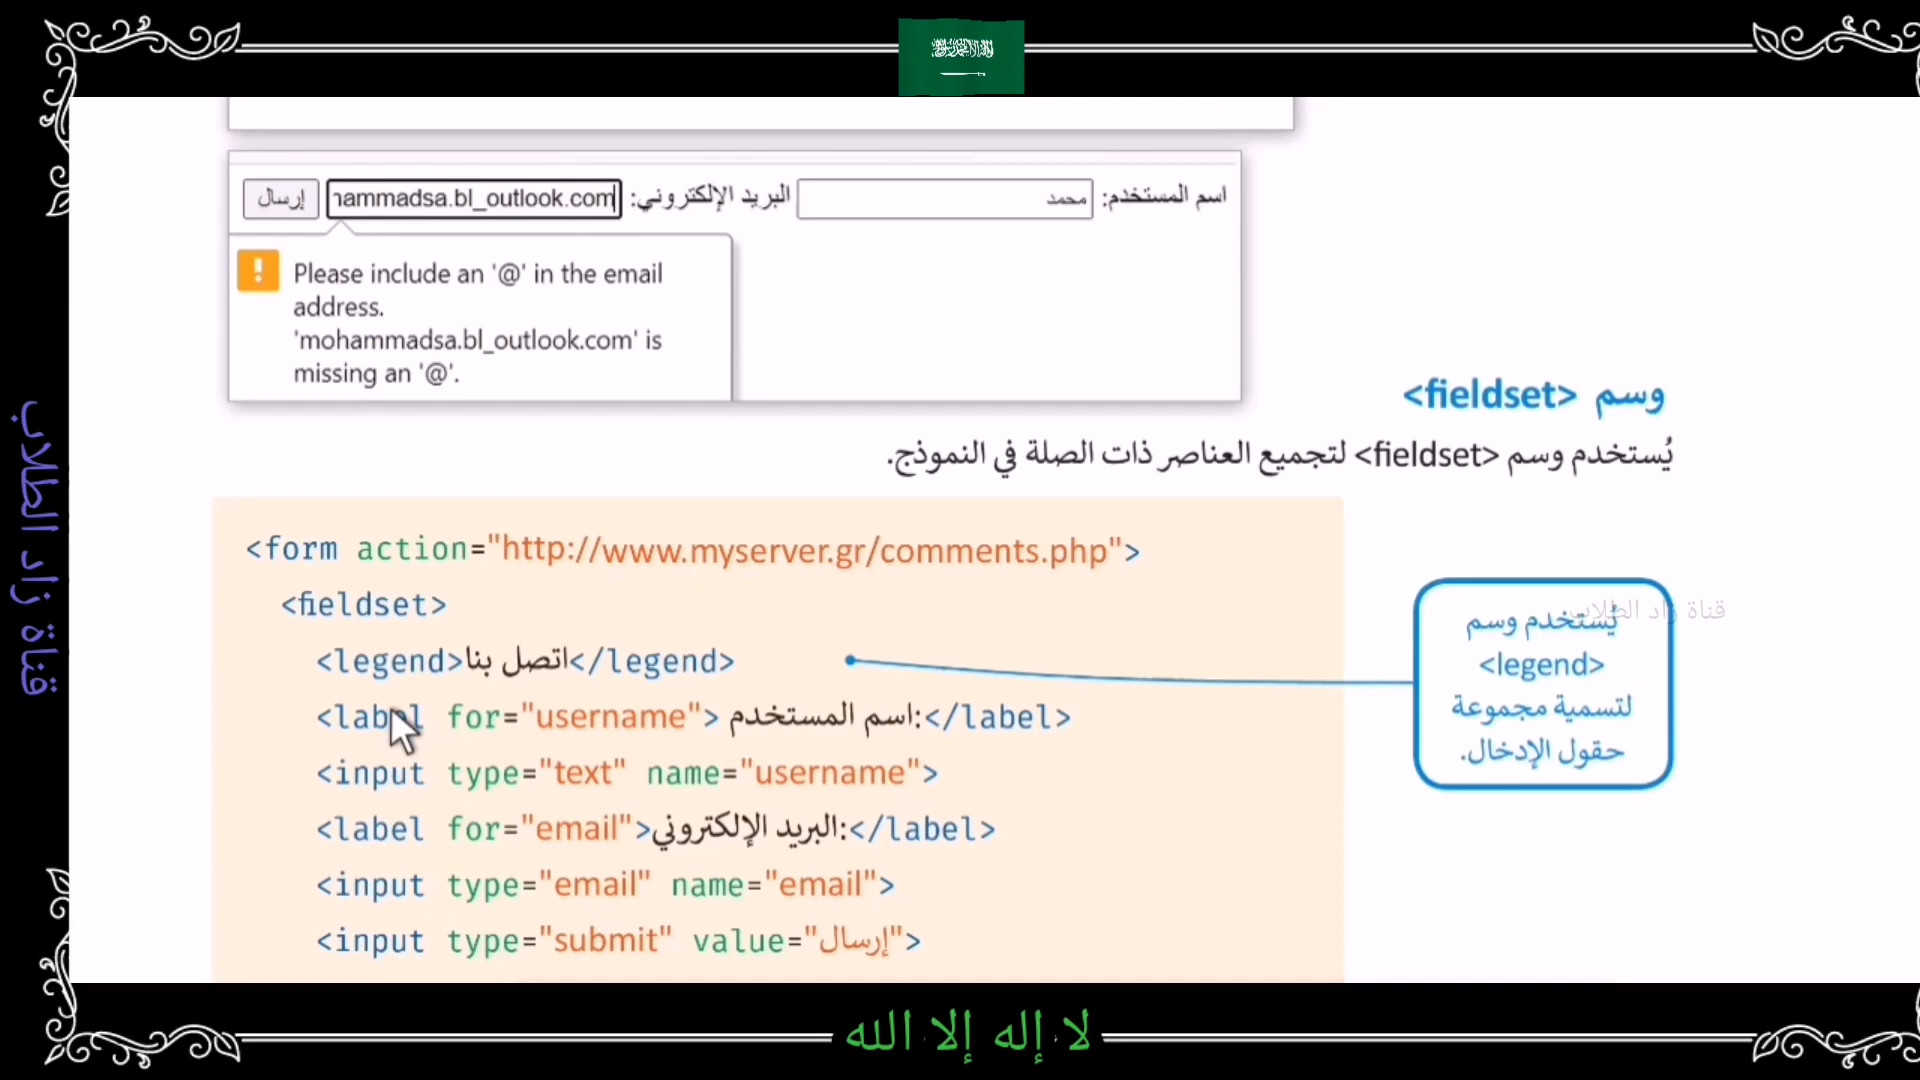 اسم المستخدم: محمد البريد الإلكتروني: hammadsa.bl_outlook.com إرسال
Please include an '@' in the email
address.
'mohammadsa.bl_outlook.com' is
missing an '@'.
وسم <fieldset>
يُستخدم وسم <fieldset> لتجميع العناصر ذات الصلة في النموذج.
<form action="http://www.myserver.gr/comments.php">
<fieldset>
<legend>اتصل بنا</legend>
<label for="username"> اسم المستخدم:</label>
<input type="text" name="username">
<label for="email">البريد الإلكتروني:</label>
<input type="email" name="email">
<input type="submit" value="إرسال">
يُستخدم وسم
<legend>
لتسمية مجموعة
حقول الإدخال.
قناة زاد الطلاب
قناة زاد الطلاب
لا إله إلا الله